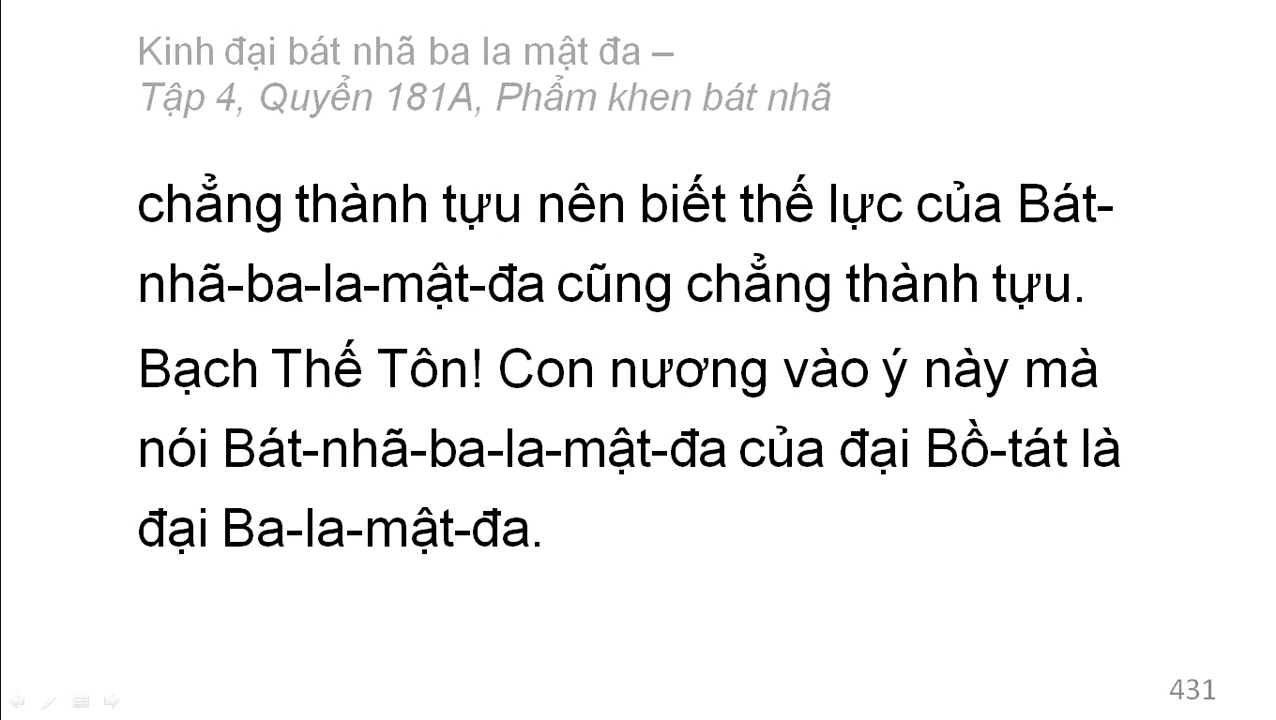 Kinh đại bát nhã ba la mật đa –
Tập 4, Quyển 181A, Phẩm khen bát nhã
chẳng thành tựu nên biết thế lực của Bát-
nhã-ba-la-mật-đa cũng chẳng thành tựu.
Bạch Thế Tôn! Con nương vào ý này mà
nói Bát-nhã-ba-la-mật-đa của đại Bồ-tát là
đại Ba-la-mật-đa.
431